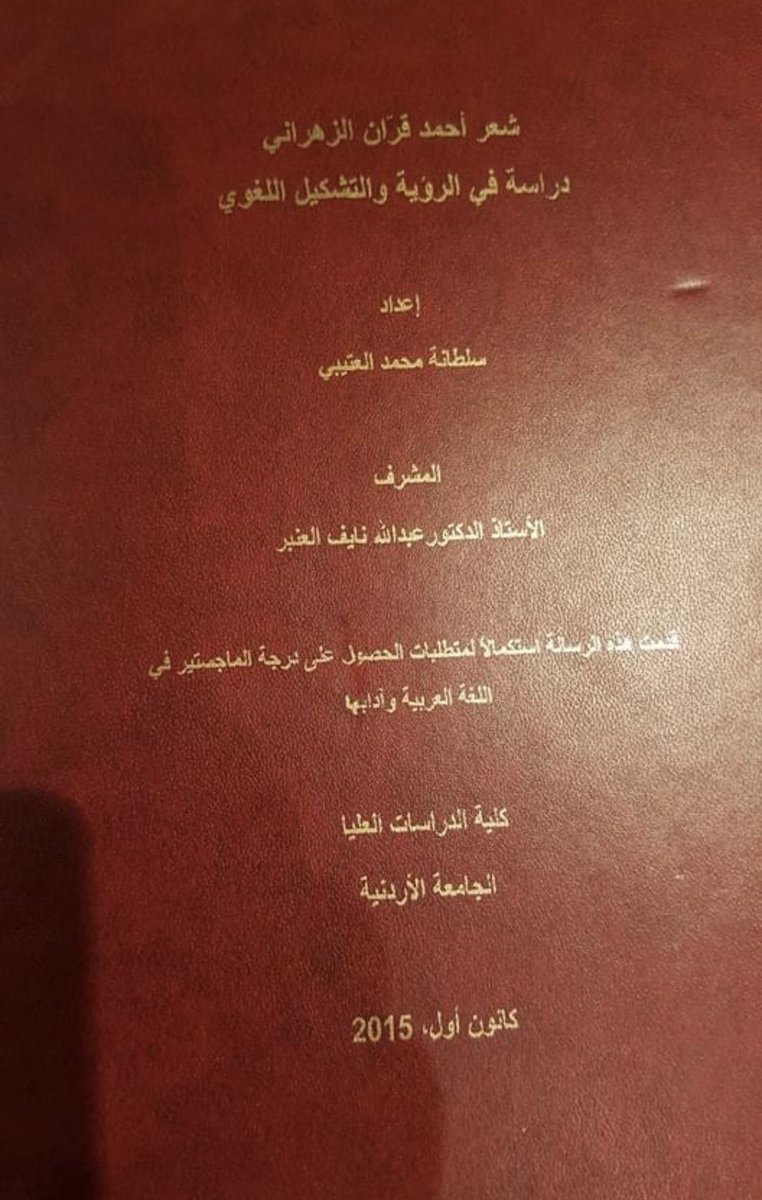 شعر أحمد قرّان الزهراني
دراسة في الرؤية والتشكيل اللغوي
إعداد
سلطانة محمد العتيبي
المشرف
الأستاذ الدكتور عبدالله نايف العنبر
قدمت هذه الرسالة استكمالاً لمتطلبات الحصول على درجة الماجستير في
اللغة العربية وآدابها
كلية الدراسات العليا
الجامعة الأردنية
كانون أول، 2015